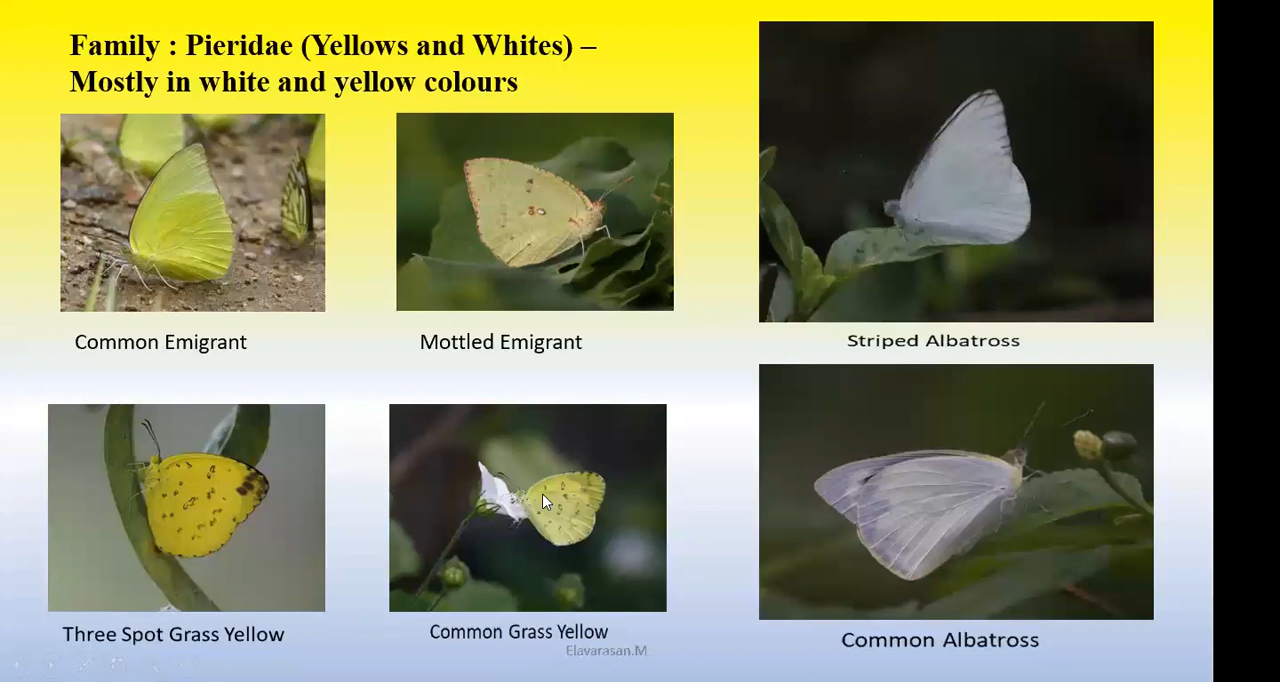 Family : Pieridae (Yellows and Whites) –
Mostly in white and yellow colours
Common Emigrant
Mottled Emigrant
Striped Albatross
Three Spot Grass Yellow
Common Grass Yellow
Common Albatross
Elavarasan.M